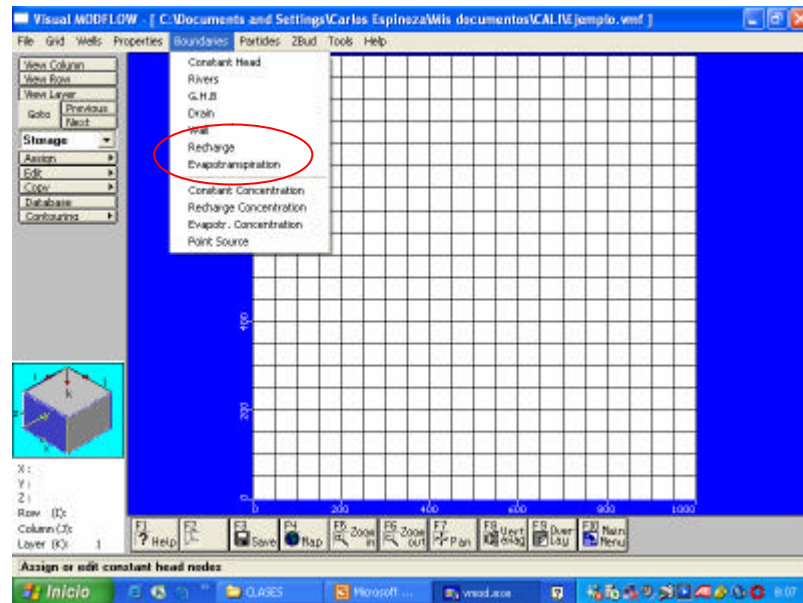 Visual MODFLOW - [ C:\Documents and Settings\Carlos Espinoza\Mis documentos\CALI\Ejemplo.vmf ]
File Grid Wells Properties Boundaries Particles ZBud Tools Help
View Column
View Row
View Layer
Goto Previous
Next
Storage
Assign
Edit
Copy
Database
Contouring
Constant Head
Rivers
G.H.B
Drain
Wall
Recharge
Evapotranspiration
Constant Concentration
Recharge Concentration
Evapotr. Concentration
Point Source
400
200
0
0 200 400 600 800 1000
k
X :
Y :
Z :
Row (I):
Column (J):
Layer (K): 1
F1 Help
F2
F3 Save
F4 Map
F5 Zoom in
F6 Zoom out
F7 Pan
F8 Vert exag
F9 Over Lay
F10 Main Menu
Assign or edit constant head nodes
Inicio
CLASES
Microsoft ...
8:07